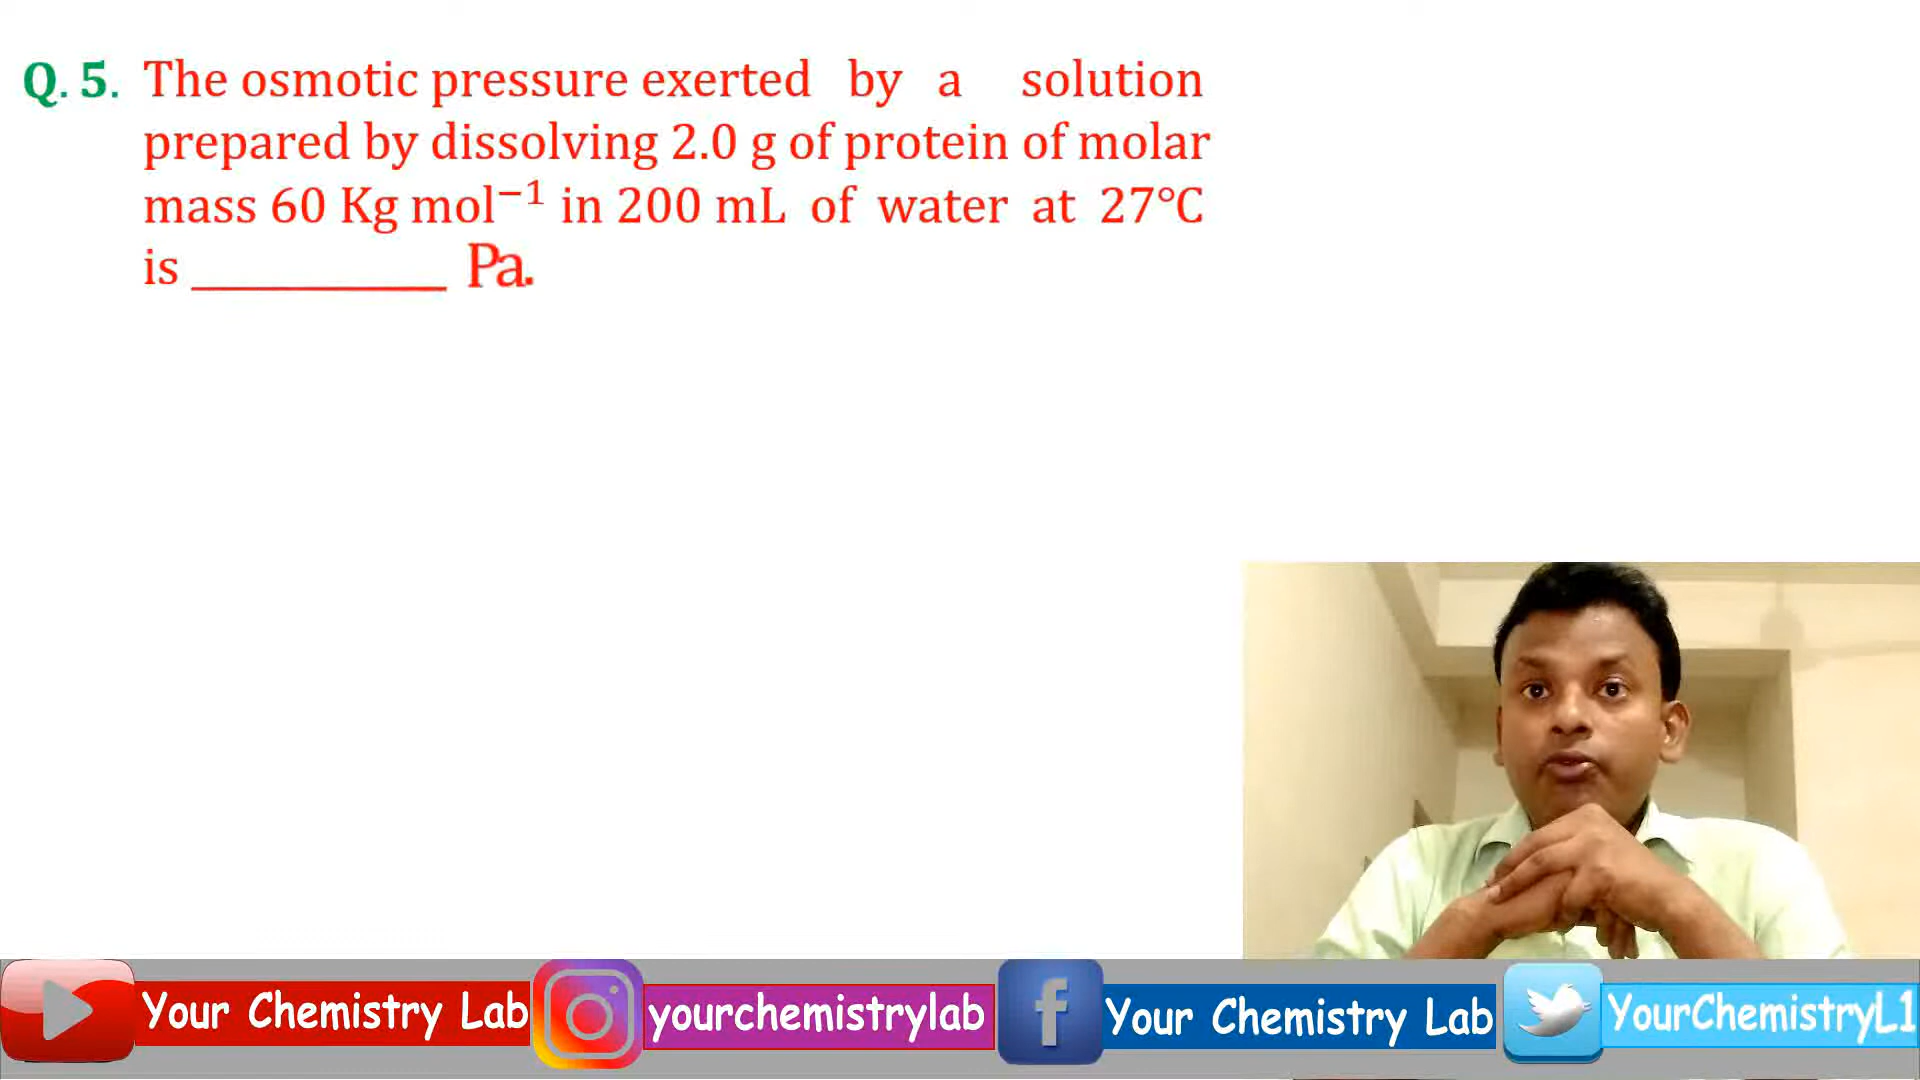 Q. 5. The osmotic pressure exerted by a solution
prepared by dissolving 2.0 g of protein of molar
mass 60 Kg mol⁻¹ in 200 mL of water at 27°C
is __________ Pa.
Your Chemistry Lab
yourchemistrylab
Your Chemistry Lab
YourChemistryL1